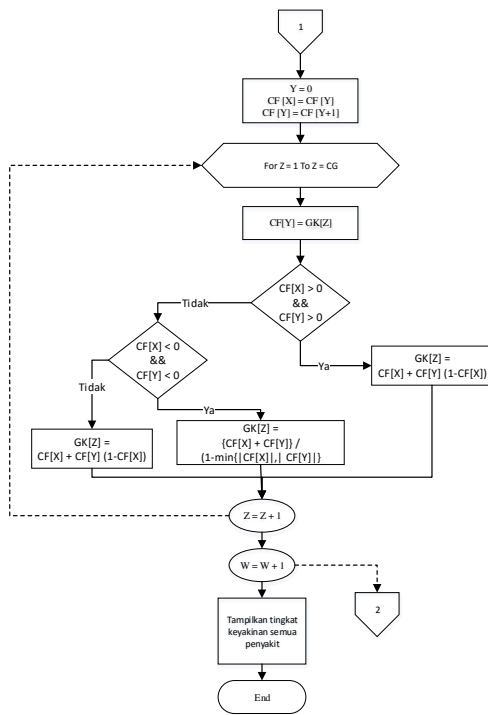 1
Y = 0
CF [X] = CF [Y]
CF [Y] = CF [Y+1]
For Z = 1 To Z = CG
CF[Y] = GK[Z]
CF[X] > 0
&&
CF[Y] > 0
Tidak
Ya
CF[X] < 0
&&
CF[Y] < 0
GK[Z] =
CF[X] + CF[Y] (1-CF[X])
Tidak
Ya
GK[Z] =
CF[X] + CF[Y] (1-CF[X])
GK[Z] =
{CF[X] + CF[Y]} /
(1-min{|CF[X]|,| CF[Y]|}
Z = Z + 1
W = W + 1
2
Tampilkan tingkat
keyakinan semua
penyakit
End